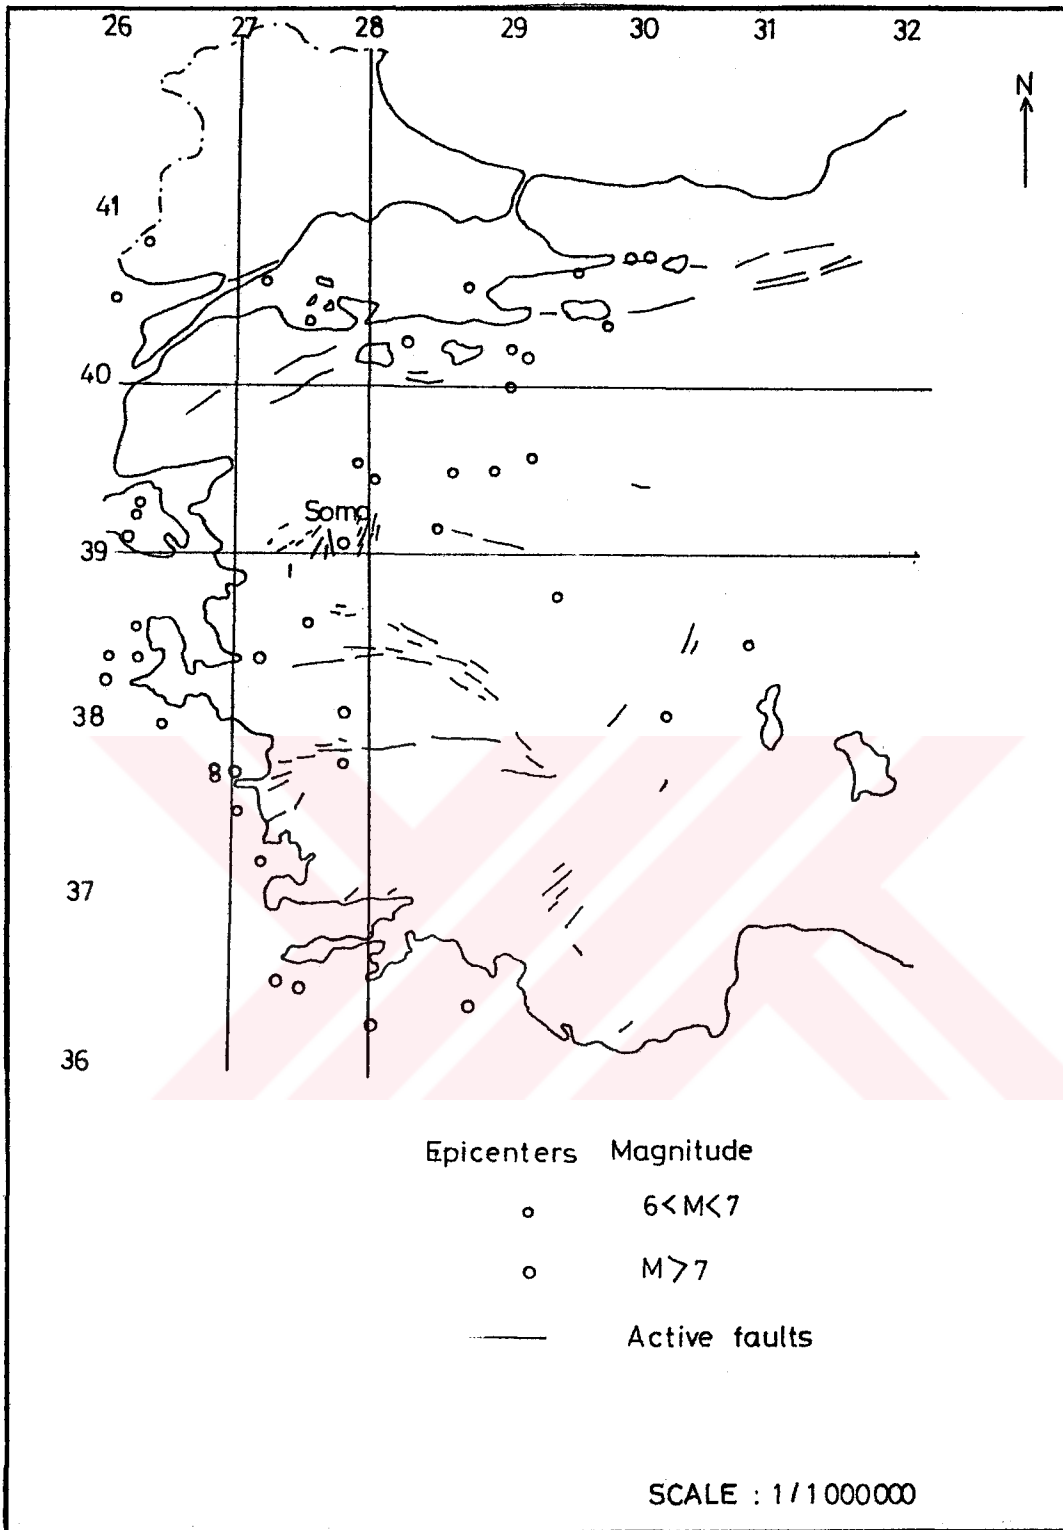 26 27 28 29 30 31 32
N
41
40
Soma
39
38
37
36
Epicenters Magnitude
6<M<7
M>7
Active faults
SCALE : 1/1000000